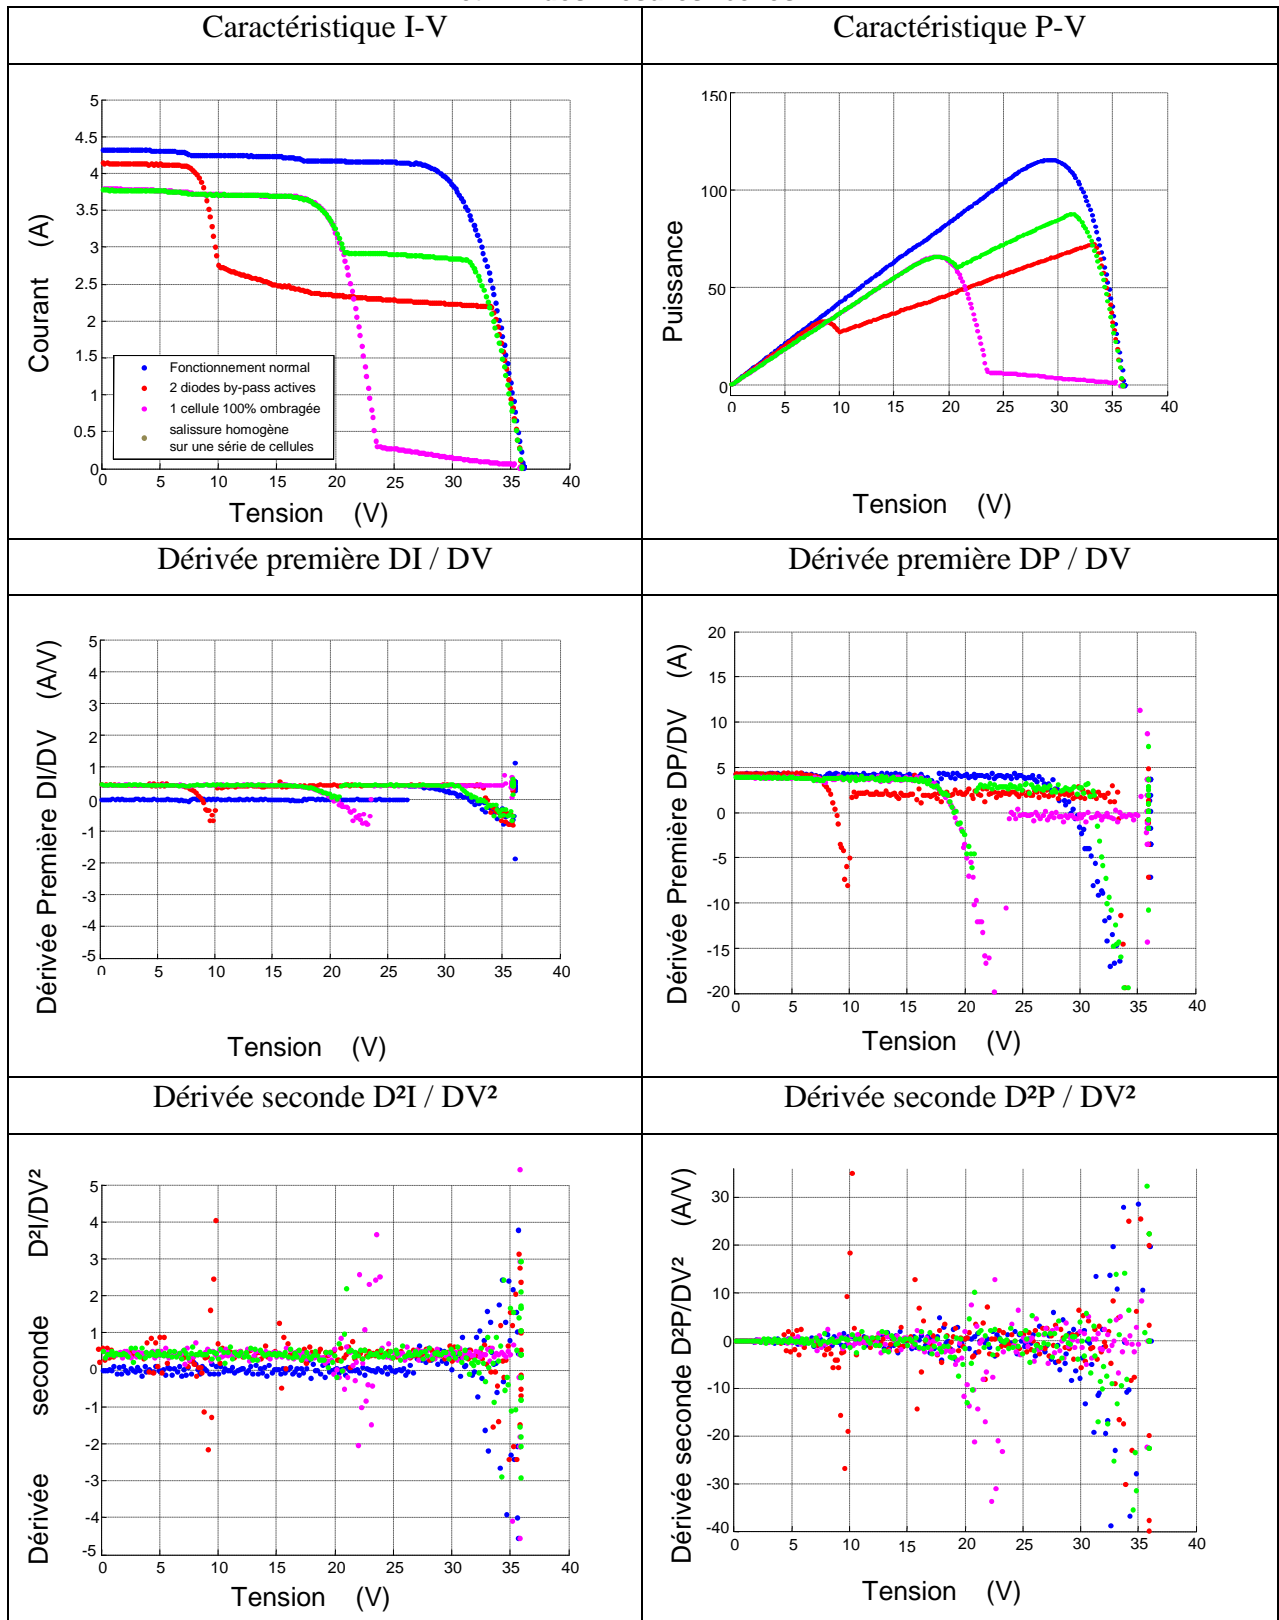 Caractéristique I-V
Caractéristique P-V
5
4.5
4
3.5
3
2.5
2
1.5
1
0.5
0
Courant (A)
Fonctionnement normal
2 diodes by-pass actives
1 cellule 100% ombragée
salissure homogène
sur une série de cellules
0 5 10 15 20 25 30 35 40
Tension (V)
150
100
50
0
Puissance
0 5 10 15 20 25 30 35 40
Tension (V)
Dérivée première DI / DV
Dérivée première DP / DV
5
4
3
2
1
0
-1
-2
-3
-4
-5
Dérivée Première DI/DV (A/V)
0 5 10 15 20 25 30 35 40
Tension (V)
20
15
10
5
0
-5
-10
-15
-20
Dérivée Première DP/DV (A)
0 5 10 15 20 25 30 35 40
Tension (V)
Dérivée seconde D²I / DV²
Dérivée seconde D²P / DV²
5
4
3
2
1
0
-1
-2
-3
-4
-5
Dérivée seconde D²I/DV²
0 5 10 15 20 25 30 35 40
Tension (V)
30
20
10
0
-10
-20
-30
-40
Dérivée seconde D²P/DV² (A/V)
0 5 10 15 20 25 30 35 40
Tension (V)